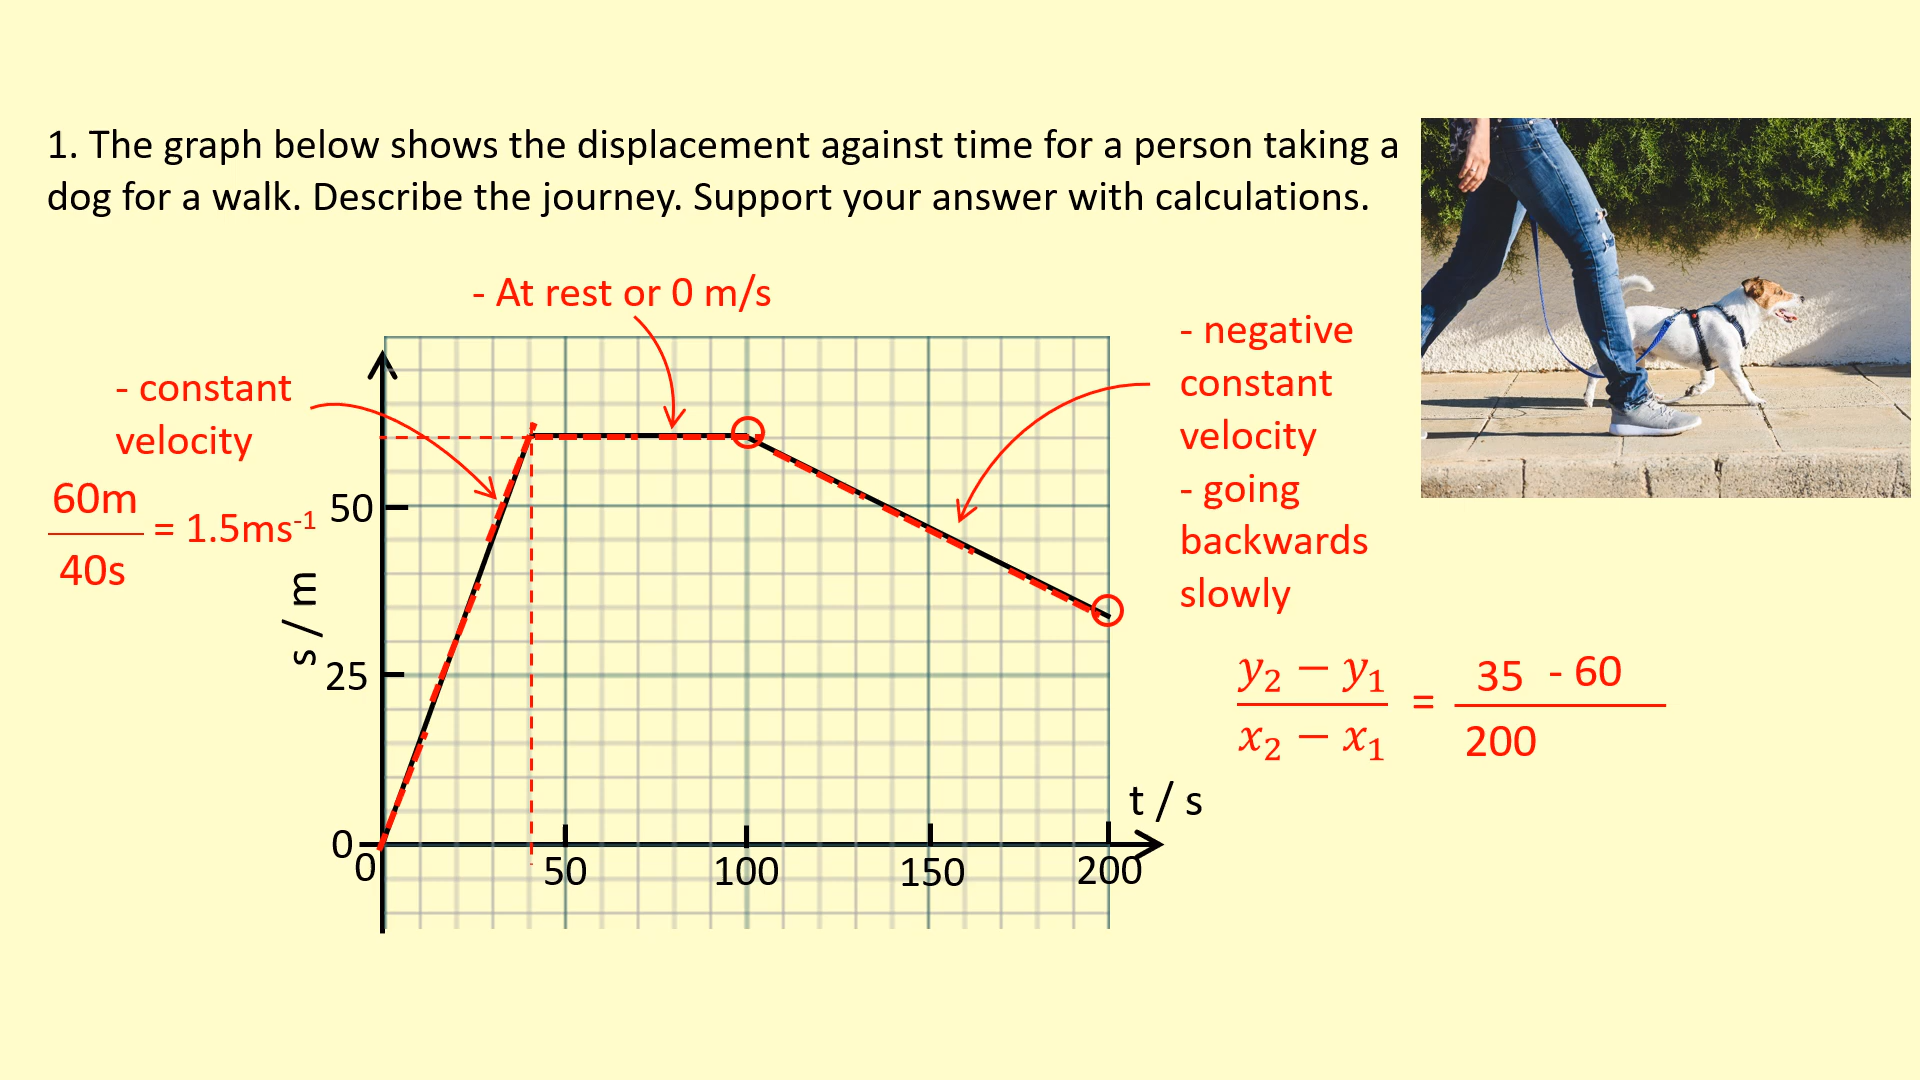 1. The graph below shows the displacement against time for a person taking a
dog for a walk. Describe the journey. Support your answer with calculations.
- At rest or 0 m/s
- constant
velocity
60m
40s
= 1.5ms⁻¹
- negative
constant
velocity
- going
backwards
slowly
y₂ − y₁
x₂ − x₁
=
35 - 60
200
s / m
50
25
0
0
50
100
150
200
t / s